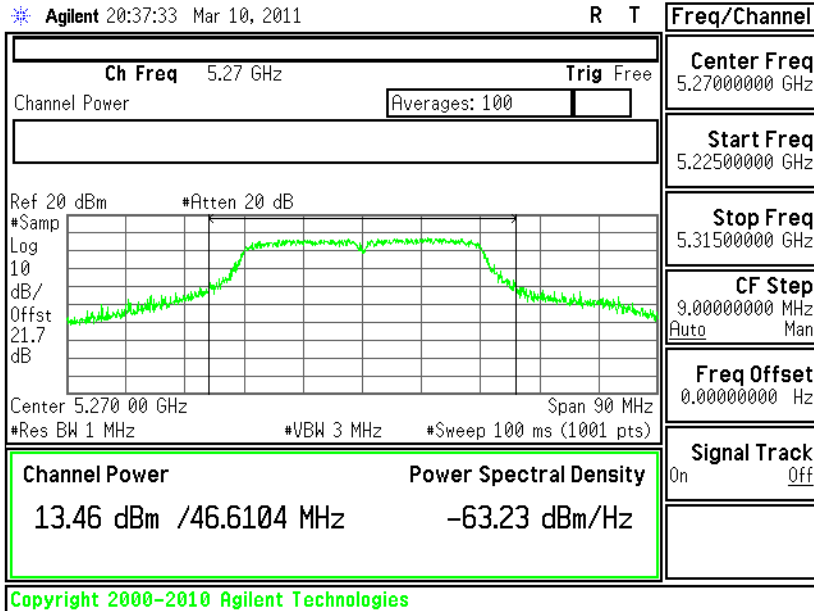 Agilent 20:37:33 Mar 10, 2011 R T
Freq/Channel
Ch Freq 5.27 GHz Trig Free
Channel Power Averages: 100
Ref 20 dBm #Atten 20 dB
#Samp
Log
10
dB/
Offst
21.7
dB
Center 5.270 00 GHz Span 90 MHz
#Res BW 1 MHz #VBW 3 MHz #Sweep 100 ms (1001 pts)
Channel Power Power Spectral Density
13.46 dBm /46.6104 MHz -63.23 dBm/Hz
Center Freq
5.27000000 GHz
Start Freq
5.22500000 GHz
Stop Freq
5.31500000 GHz
CF Step
9.00000000 MHz
Auto Man
Freq Offset
0.00000000 Hz
Signal Track
On Off
Copyright 2000-2010 Agilent Technologies